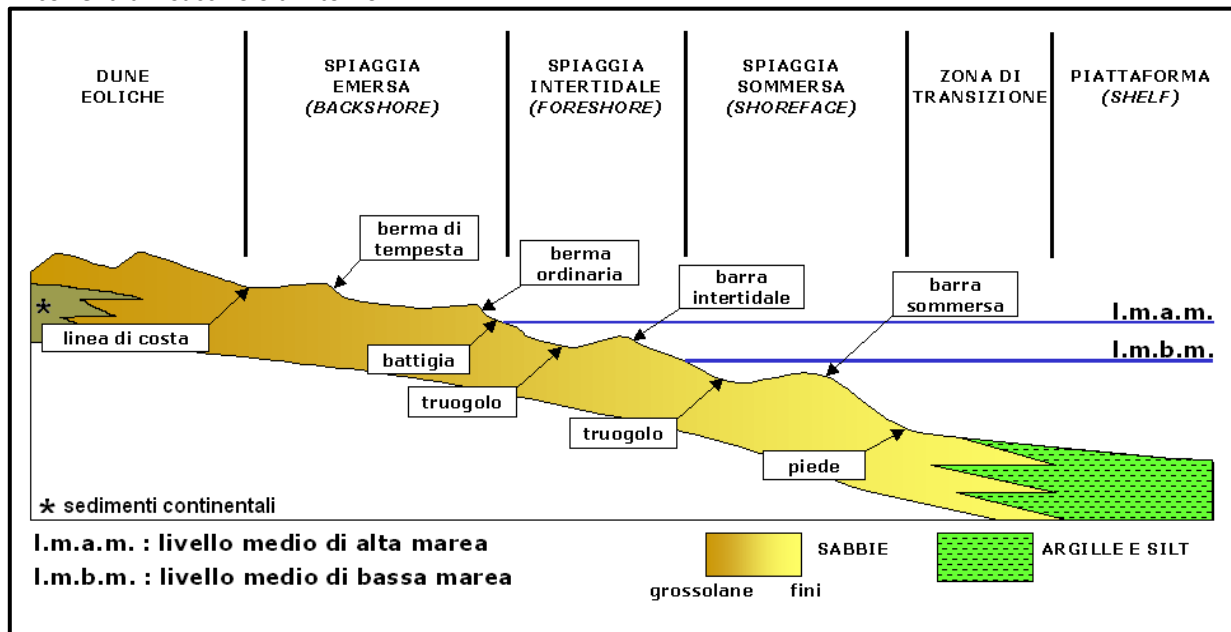 DUNE
EOLICHE
SPIAGGIA
EMERSA
(BACKSHORE)
SPIAGGIA
INTERTIDALE
(FORESHORE)
SPIAGGIA
SOMMERSA
(SHOREFACE)
ZONA DI
TRANSIZIONE
PIATTAFORMA
(SHELF)
berma di
tempesta
berma
ordinaria
barra
intertidale
barra
sommersa
l.m.a.m.
l.m.b.m.
*
linea di costa
battigia
truogolo
truogolo
piede
* sedimenti continentali
l.m.a.m. : livello medio di alta marea
l.m.b.m. : livello medio di bassa marea
SABBIE
grossolane fini
ARGILLE E SILT